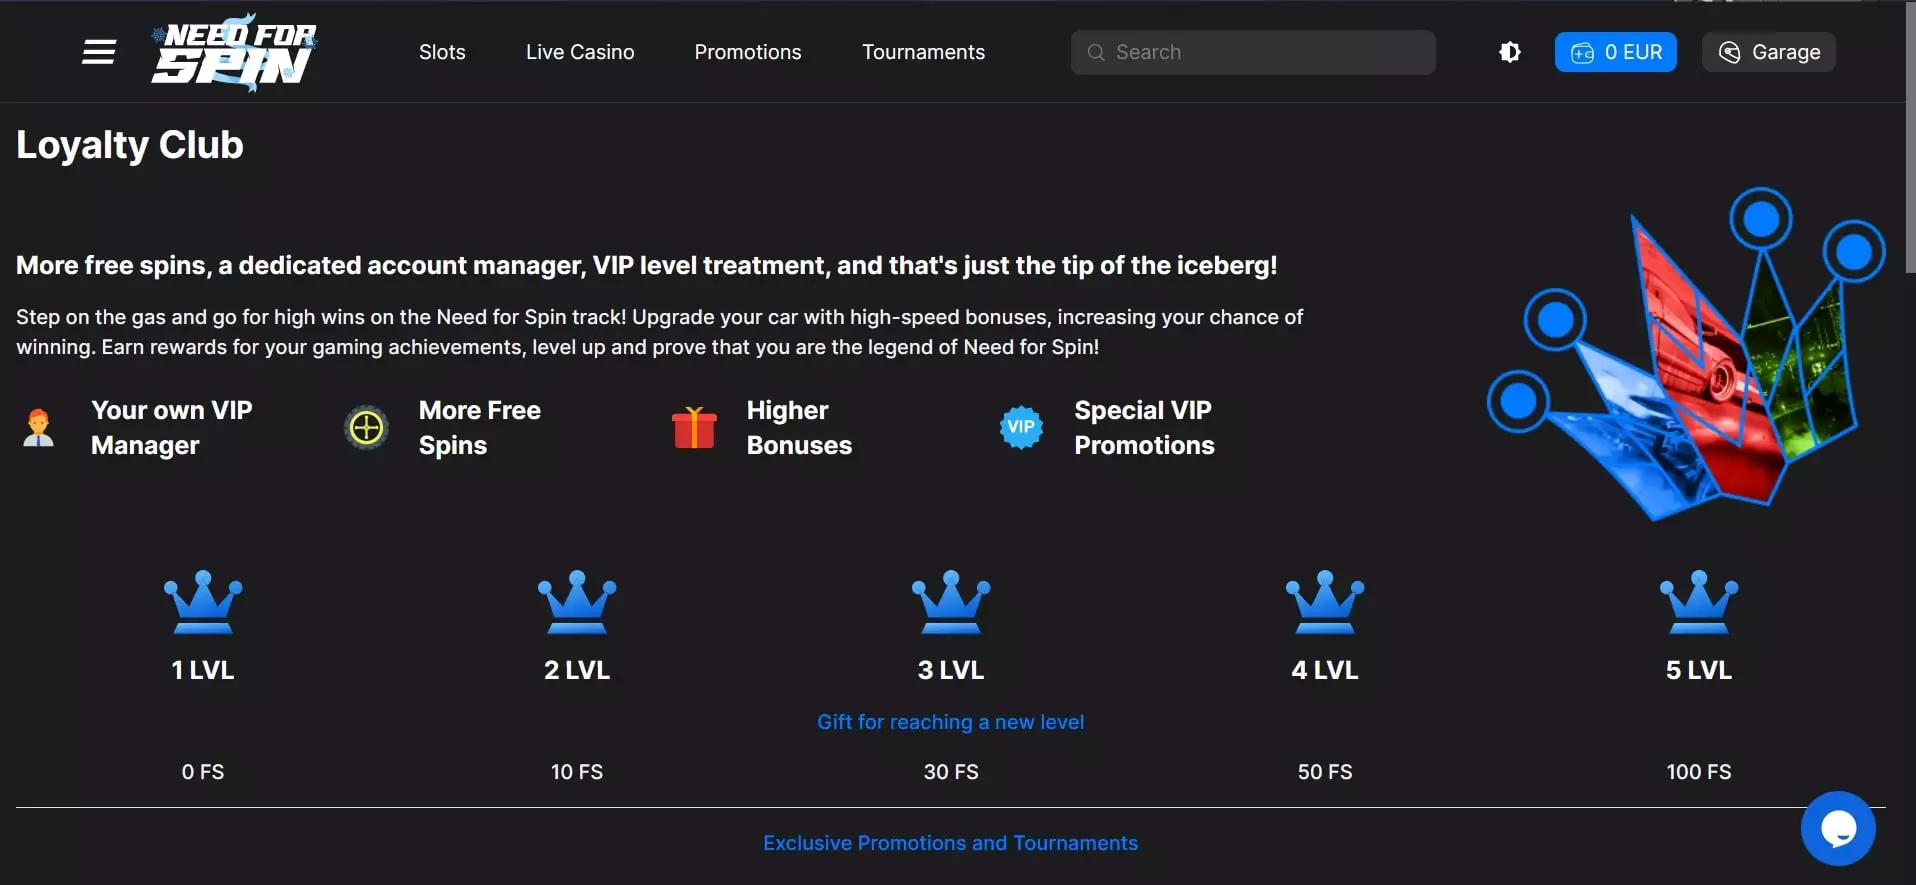 NEED FOR
SPIN
Slots
Live Casino
Promotions
Tournaments
Search
0 EUR
Garage
Loyalty Club
More free spins, a dedicated account manager, VIP level treatment, and that's just the tip of the iceberg!
Step on the gas and go for high wins on the Need for Spin track! Upgrade your car with high-speed bonuses, increasing your chance of
winning. Earn rewards for your gaming achievements, level up and prove that you are the legend of Need for Spin!
Your own VIP
Manager
More Free
Spins
Higher
Bonuses
VIP
Special VIP
Promotions
1 LVL
2 LVL
3 LVL
4 LVL
5 LVL
Gift for reaching a new level
0 FS
10 FS
30 FS
50 FS
100 FS
Exclusive Promotions and Tournaments